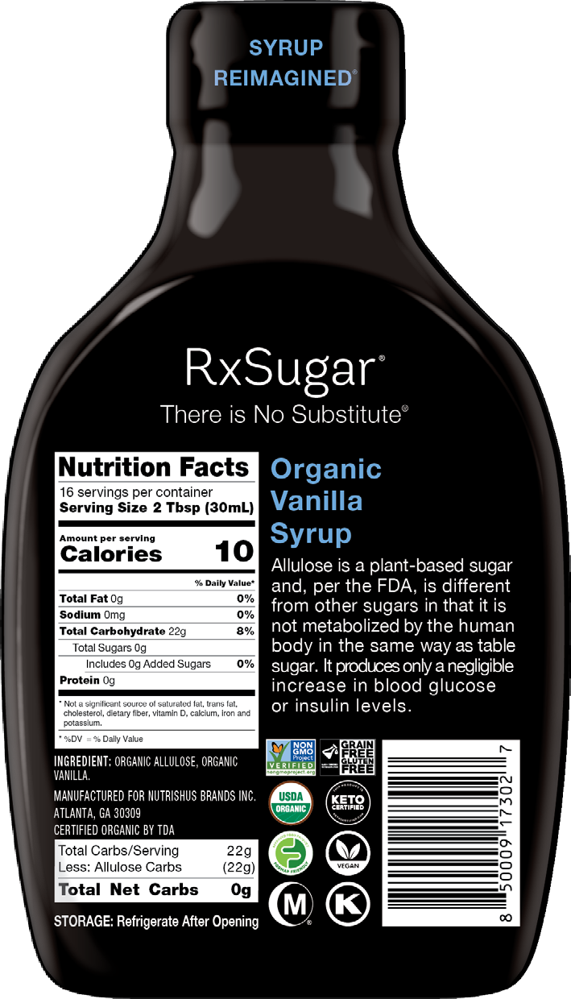 SYRUP
REIMAGINED®
RxSugar®
There is No Substitute®
Nutrition Facts
16 servings per container
Serving Size 2 Tbsp (30mL)
Amount per serving
Calories 10
% Daily Value*
Total Fat 0g 0%
Sodium 0mg 0%
Total Carbohydrate 22g 8%
Total Sugars 0g
Includes 0g Added Sugars 0%
Protein 0g
* Not a significant source of saturated fat, trans fat,
cholesterol, dietary fiber, vitamin D, calcium, iron and
potassium.
* %DV = % Daily Value
INGREDIENT: ORGANIC ALLULOSE, ORGANIC
VANILLA.
MANUFACTURED FOR NUTRISHUS BRANDS INC.
ATLANTA, GA 30309
CERTIFIED ORGANIC BY TDA
Total Carbs/Serving 22g
Less: Allulose Carbs (22g)
Total Net Carbs 0g
STORAGE: Refrigerate After Opening
Organic
Vanilla
Syrup
Allulose is a plant-based sugar
and, per the FDA, is different
from other sugars in that it is
not metabolized by the human
body in the same way as table
sugar. It produces only a negligible
increase in blood glucose
or insulin levels.
NON
GMO
Project
VERIFIED
nongmoproject.org
GRAIN
FREE
GLUTEN
FREE
USDA
ORGANIC
KETO
CERTIFIED
FODMAP FRIENDLY
VEGAN
M®
K
8 50009 17302 7